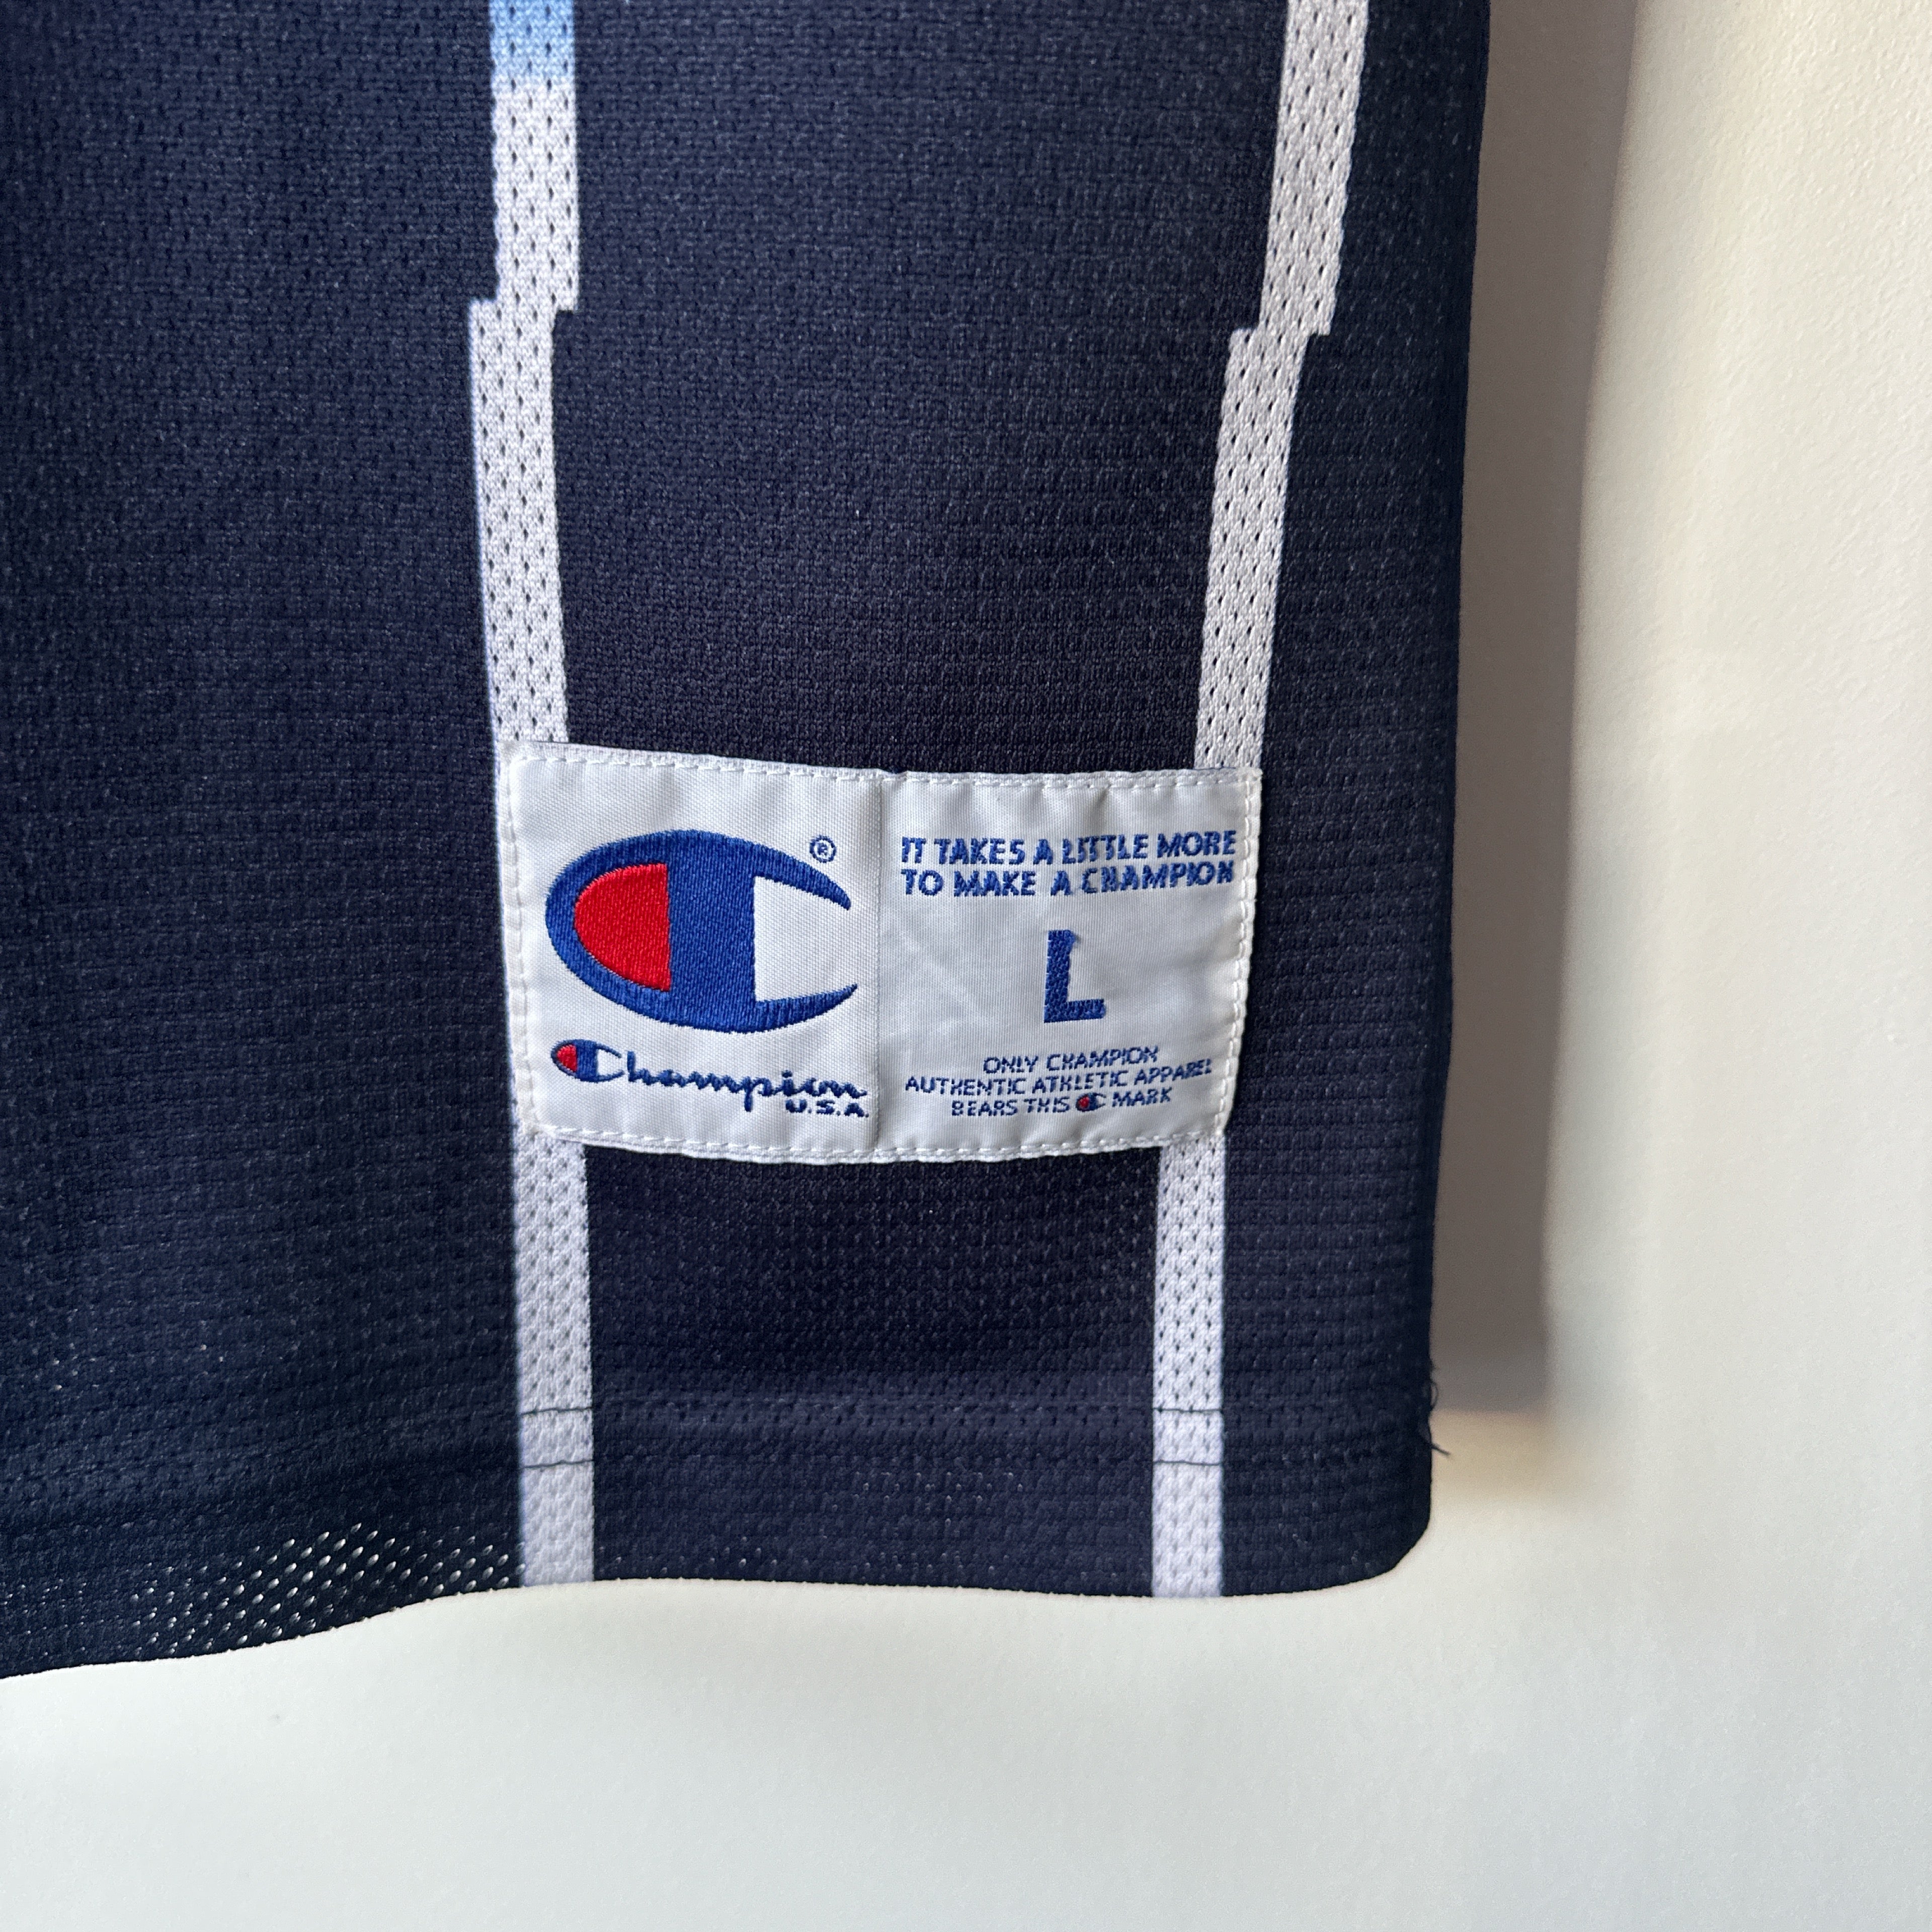 ®
Champion
U.S.A.
IT TAKES A LITTLE MORE
TO MAKE A CHAMPION
L
ONLY CHAMPION
AUTHENTIC ATHLETIC APPAREL
BEARS THIS C MARK